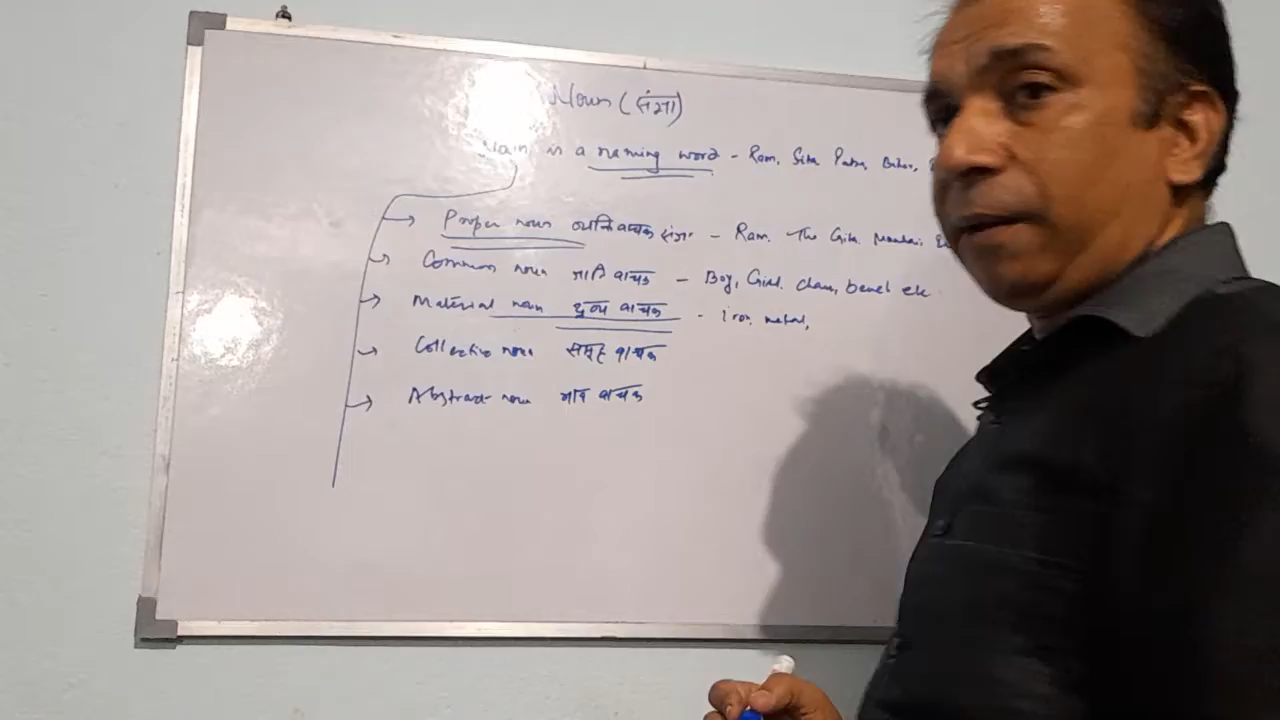 Noun (संज्ञा)
Noun is a naming word - Ram, Sita Patna, Bihar,
Proper noun व्यक्तिवाचक संज्ञा - Ram. The Gita. Mumbai
Common noun जाति वाचक - Boy, Girl. chair, bench etc
Material noun द्रव्य वाचक - Iron, metal,
Collective noun समूह वाचक
Abstract noun भाव वाचक